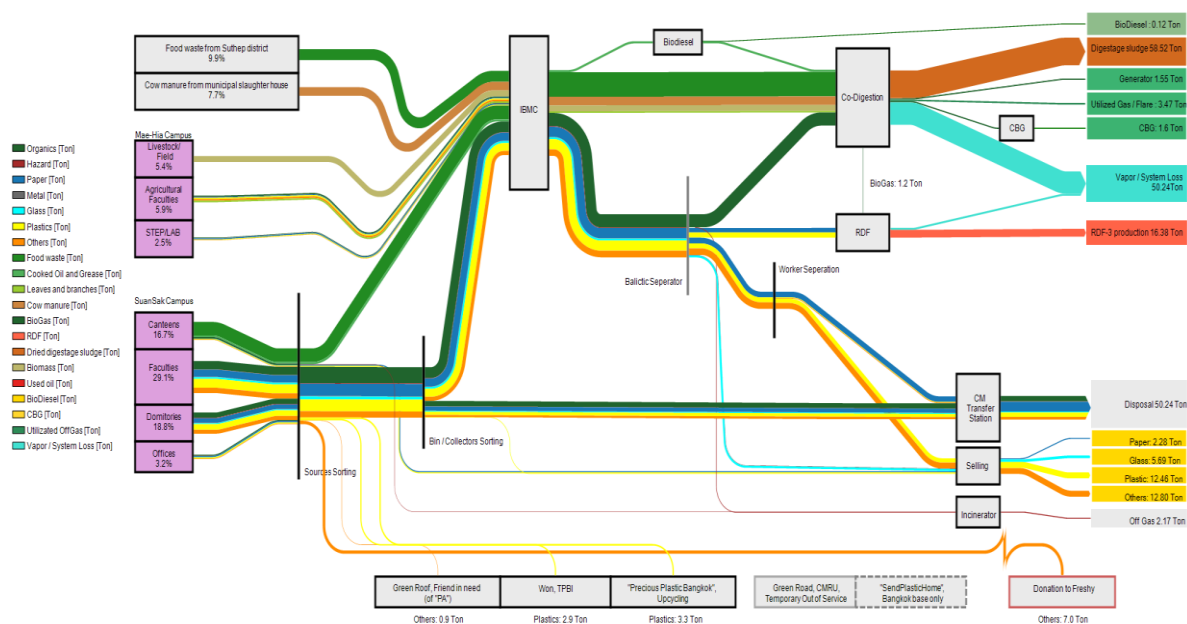 Food waste from Suthep district
9.9%
Cow manure from municipal slaughter house
7.7%
Mae-Hia Campus
Livestock/
Field
5.4%
Agricultural
Faculties
5.9%
STEP/LAB
2.5%
SuanSak Campus
Canteens
16.7%
Faculties
29.1%
Dormitories
18.8%
Offices
3.2%
Organics [Ton]
Hazard [Ton]
Paper [Ton]
Metal [Ton]
Glass [Ton]
Plastics [Ton]
Others [Ton]
Food waste [Ton]
Cooked Oil and Grease [Ton]
Leaves and branches [Ton]
Cow manure [Ton]
BioGas [Ton]
RDF [Ton]
Dried digestage sludge [Ton]
Biomass [Ton]
Used oil [Ton]
BioDiesel [Ton]
CBG [Ton]
Utilizated OffGas [Ton]
Vapor / System Loss [Ton]
Sources Sorting
Bin / Collectors Sorting
IBMC
Biodiesel
Balictic Seperator
Worker Seperation
Co-Digestion
BioGas: 1.2 Ton
RDF
CBG
CM
Transfer
Station
Selling
Incinerator
BioDiesel : 0.12 Ton
Digestage sludge 58.52 Ton
Generator 1.55 Ton
Utilized Gas / Flare : 3.47 Ton
CBG: 1.6 Ton
Vapor / System Loss
50.24Ton
RDF-3 production 16.38 Ton
Disposal 50.24 Ton
Paper: 2.28 Ton
Glass: 5.69 Ton
Plastic: 12.46 Ton
Others: 12.80 Ton
Off Gas 2.17 Ton
Green Roof, Friend in need
(of "PA")
Others: 0.9 Ton
Won, TPBI
Plastics: 2.9 Ton
"Precious Plastic Bangkok",
Upcycling
Plastics: 3.3 Ton
Green Road, CMRU,
Temporary Out of Service
"SendPlasticHome",
Bangkok base only
Donation to Freshy
Others: 7.0 Ton